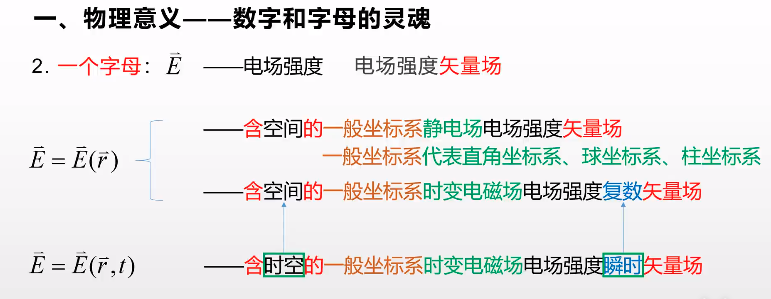 一、物理意义——数字和字母的灵魂
2. 一个字母： $\vec{E}$ ——电场强度 电场强度矢量场
——含空间的一般坐标系静电场电场强度矢量场
$\vec{E} = \vec{E}(\vec{r})$ 一般坐标系代表直角坐标系、球坐标系、柱坐标系
——含空间的一般坐标系时变电磁场电场强度复数矢量场
$\vec{E} = \vec{E}(\vec{r}, t)$ ——含时空的一般坐标系时变电磁场电场强度瞬时矢量场